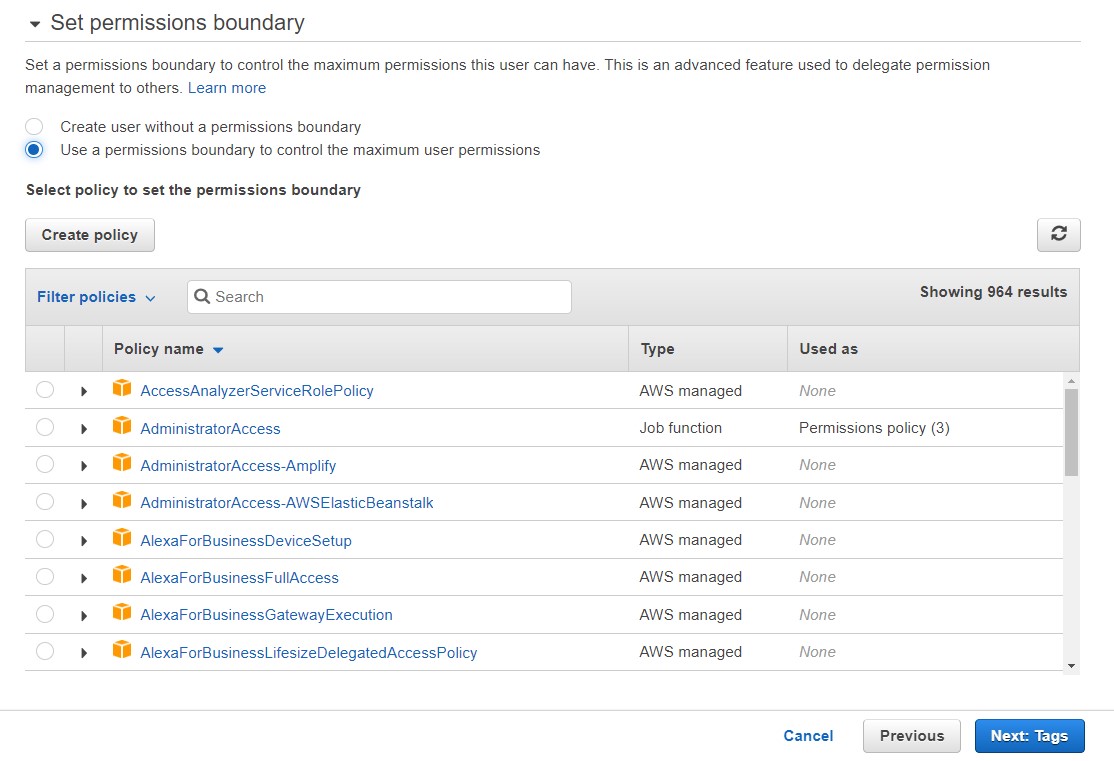 Set permissions boundary
Set a permissions boundary to control the maximum permissions this user can have. This is an advanced feature used to delegate permission
management to others. Learn more
Create user without a permissions boundary
Use a permissions boundary to control the maximum user permissions
Select policy to set the permissions boundary
Create policy
Filter policies Search Showing 964 results
Policy name Type Used as
AccessAnalyzerServiceRolePolicy AWS managed None
AdministratorAccess Job function Permissions policy (3)
AdministratorAccess-Amplify AWS managed None
AdministratorAccess-AWSElasticBeanstalk AWS managed None
AlexaForBusinessDeviceSetup AWS managed None
AlexaForBusinessFullAccess AWS managed None
AlexaForBusinessGatewayExecution AWS managed None
AlexaForBusinessLifesizeDelegatedAccessPolicy AWS managed None
Cancel Previous Next: Tags